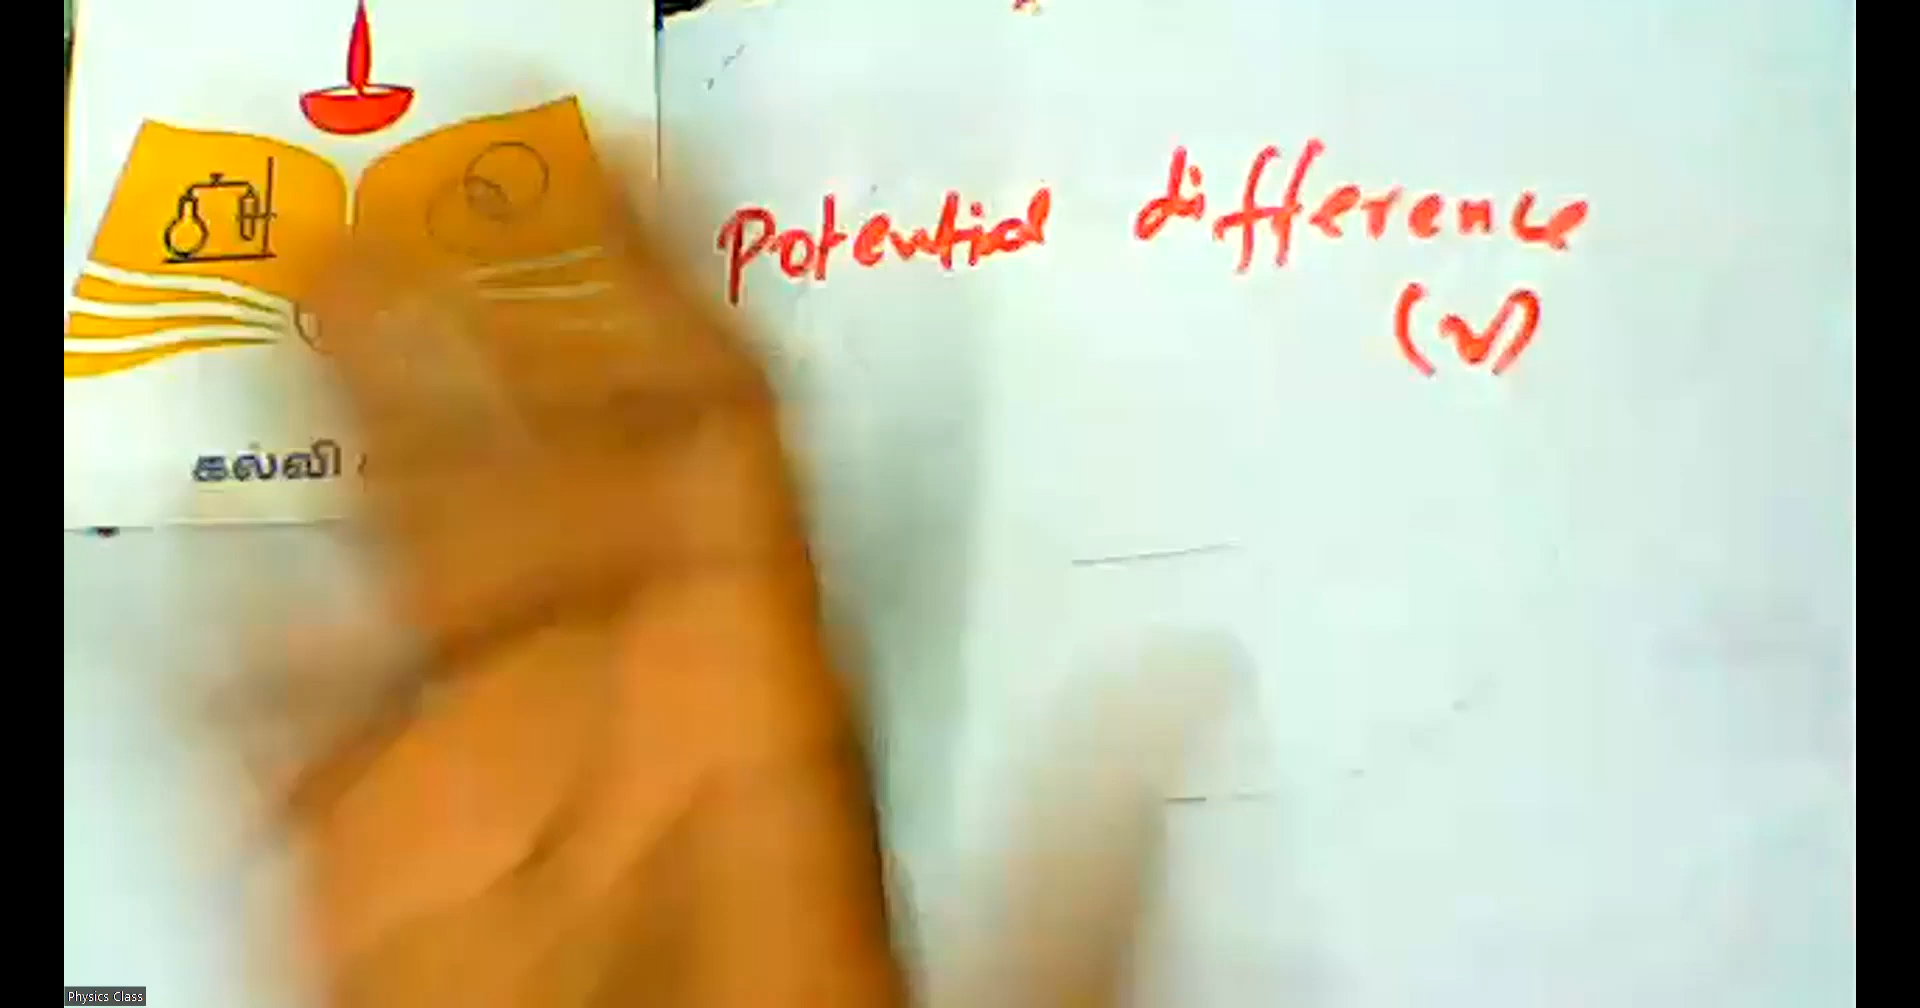 Potential difference
(v)
கல்வி
Physics Class